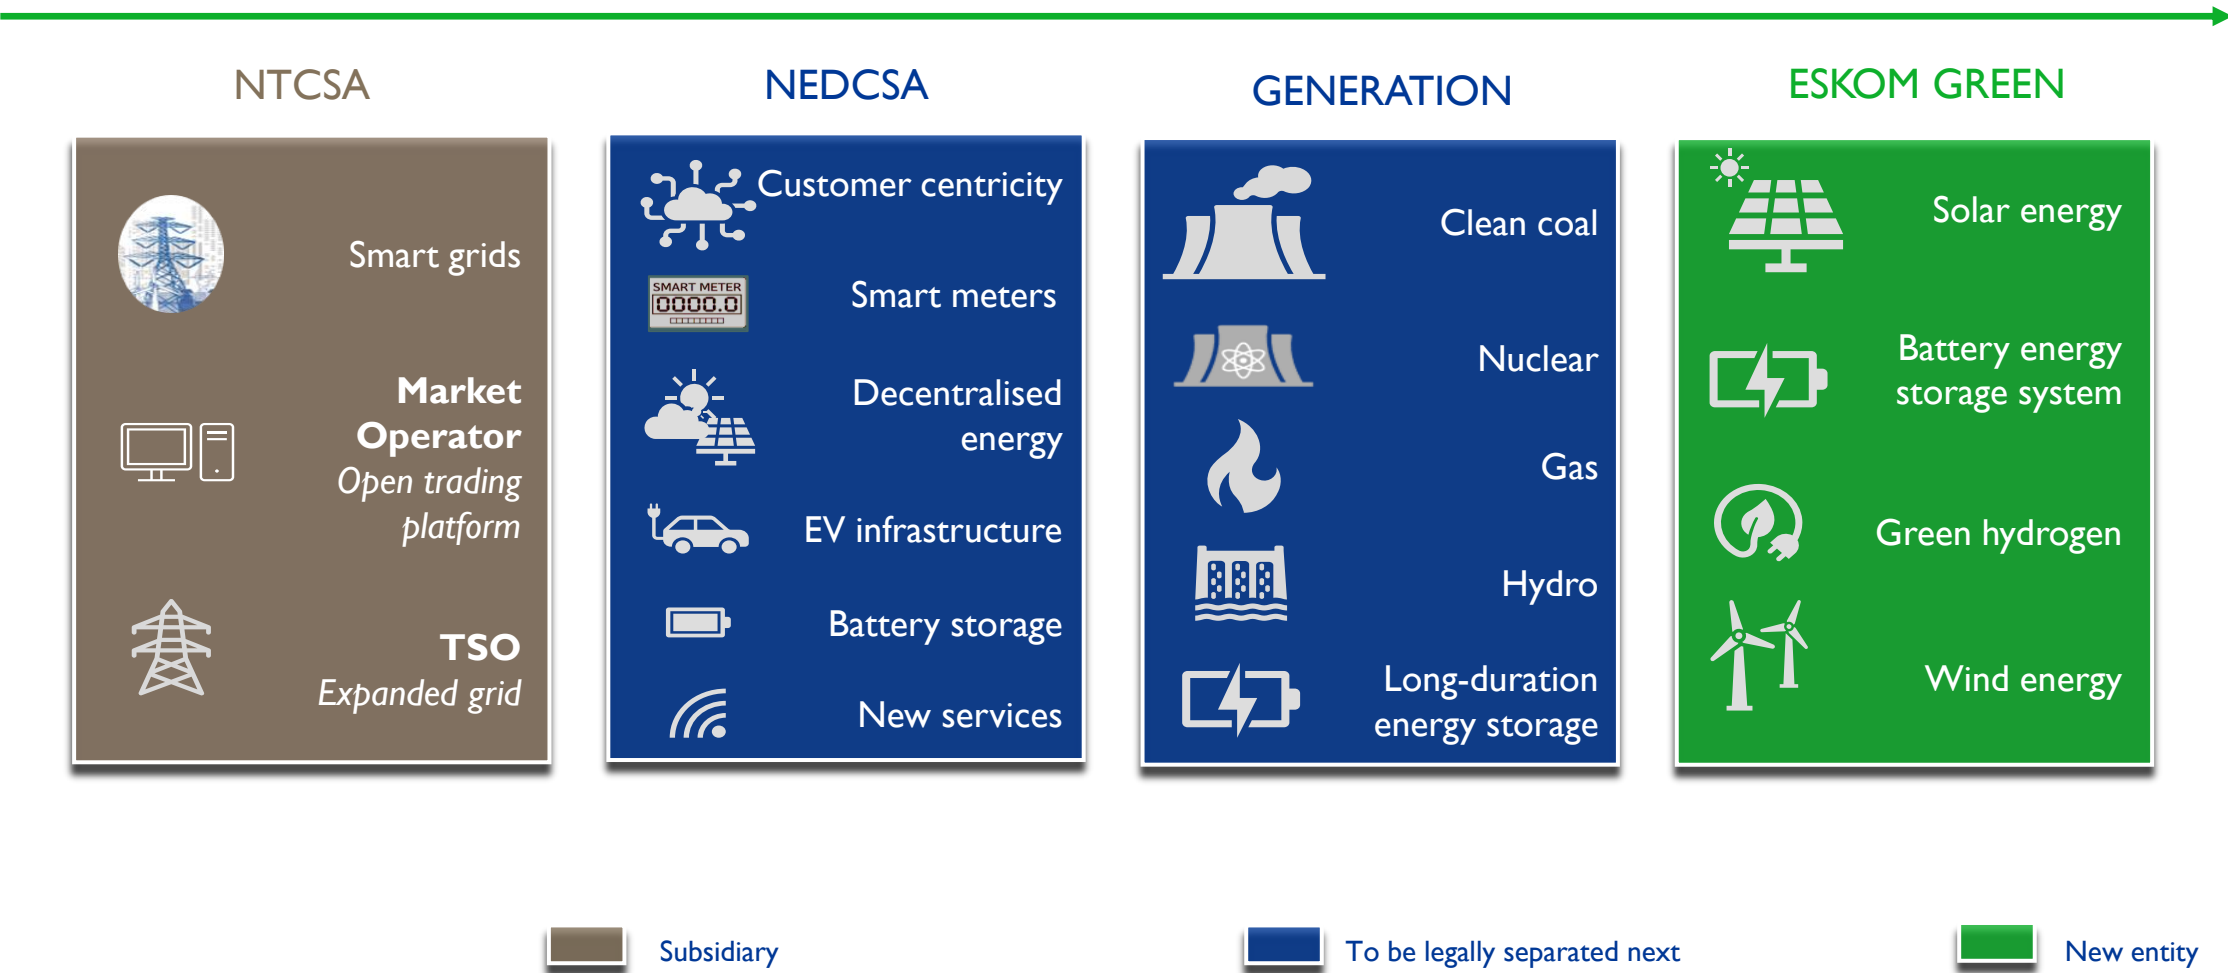 NTCSA
Smart grids
Market
Operator
Open trading
platform
TSO
Expanded grid
NEDCSA
Customer centricity
SMART METER
0000.0
Smart meters
Decentralised
energy
EV infrastructure
Battery storage
New services
GENERATION
Clean coal
Nuclear
Gas
Hydro
Long-duration
energy storage
ESKOM GREEN
Solar energy
Battery energy
storage system
Green hydrogen
Wind energy
Subsidiary
To be legally separated next
New entity